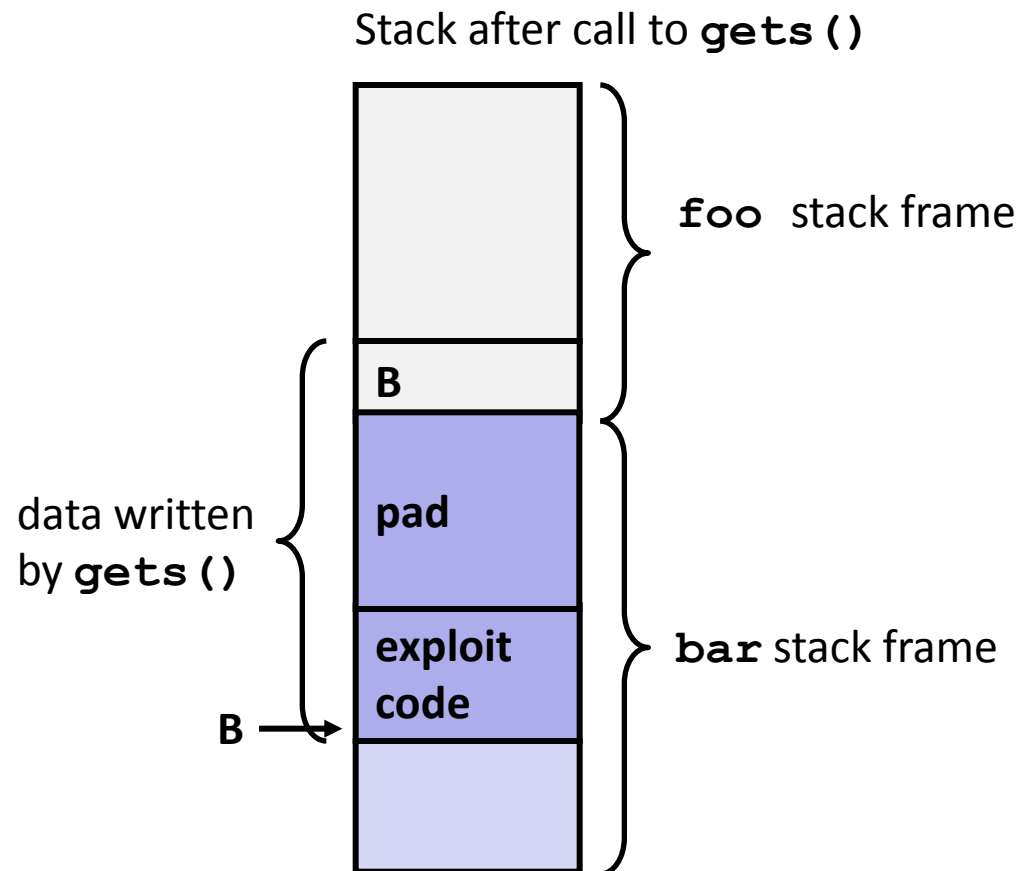 Stack after call to gets()
foo stack frame
B
data written
by gets()
pad
exploit
code
bar stack frame
B